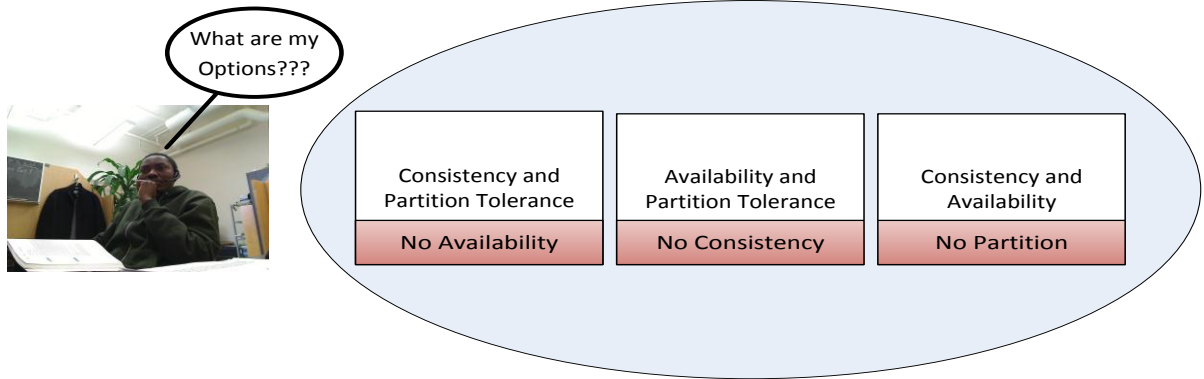 What are my
Options???
Consistency and
Partition Tolerance
No Availability
Availability and
Partition Tolerance
No Consistency
Consistency and
Availability
No Partition